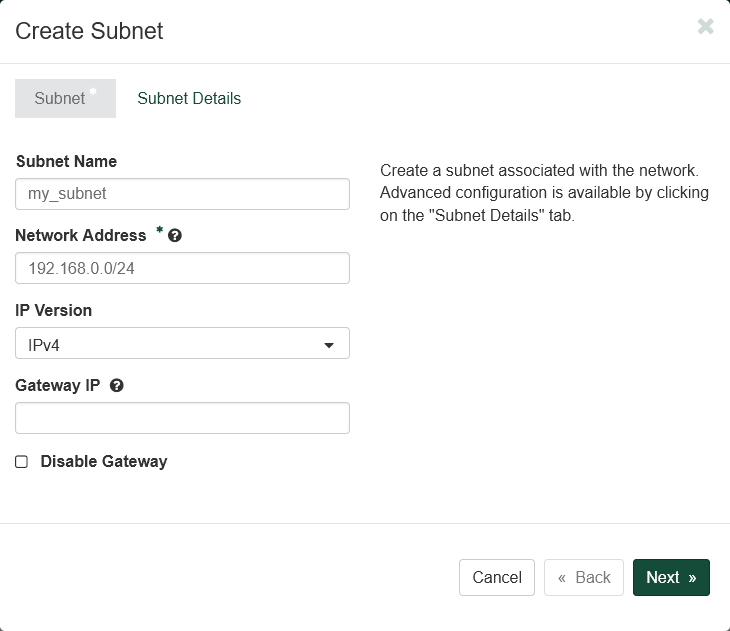 Create Subnet
×
Subnet *
Subnet Details
Subnet Name
my_subnet
Network Address * ?
192.168.0.0/24
IP Version
IPv4
Gateway IP ?
Disable Gateway
Create a subnet associated with the network.
Advanced configuration is available by clicking
on the "Subnet Details" tab.
Cancel
« Back
Next »